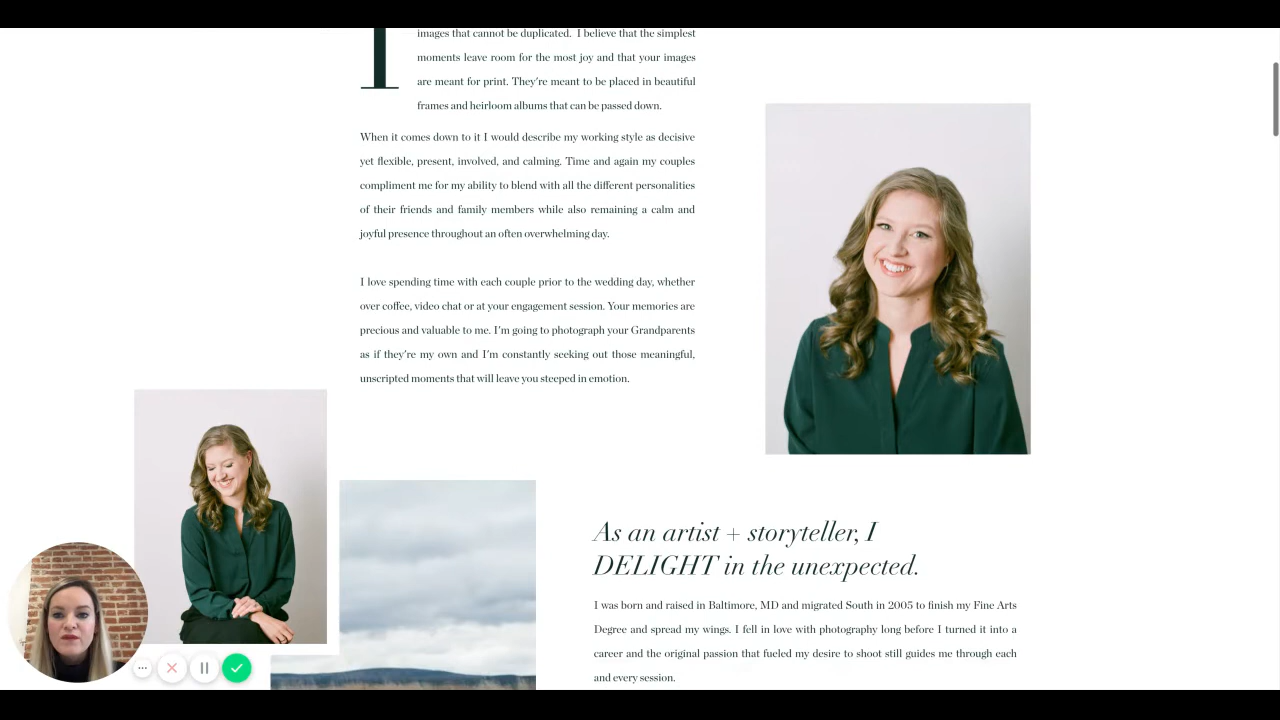 I
images that cannot be duplicated. I believe that the simplest
moments leave room for the most joy and that your images
are meant for print. They're meant to be placed in beautiful
frames and heirloom albums that can be passed down.
When it comes down to it I would describe my working style as decisive
yet flexible, present, involved, and calming. Time and again my couples
compliment me for my ability to blend with all the different personalities
of their friends and family members while also remaining a calm and
joyful presence throughout an often overwhelming day.
I love spending time with each couple prior to the wedding day, whether
over coffee, video chat or at your engagement session. Your memories are
precious and valuable to me. I'm going to photograph your Grandparents
as if they're my own and I'm constantly seeking out those meaningful,
unscripted moments that will leave you steeped in emotion.
As an artist + storyteller, I
DELIGHT in the unexpected.
I was born and raised in Baltimore, MD and migrated South in 2005 to finish my Fine Arts
Degree and spread my wings. I fell in love with photography long before I turned it into a
career and the original passion that fueled my desire to shoot still guides me through each
and every session.